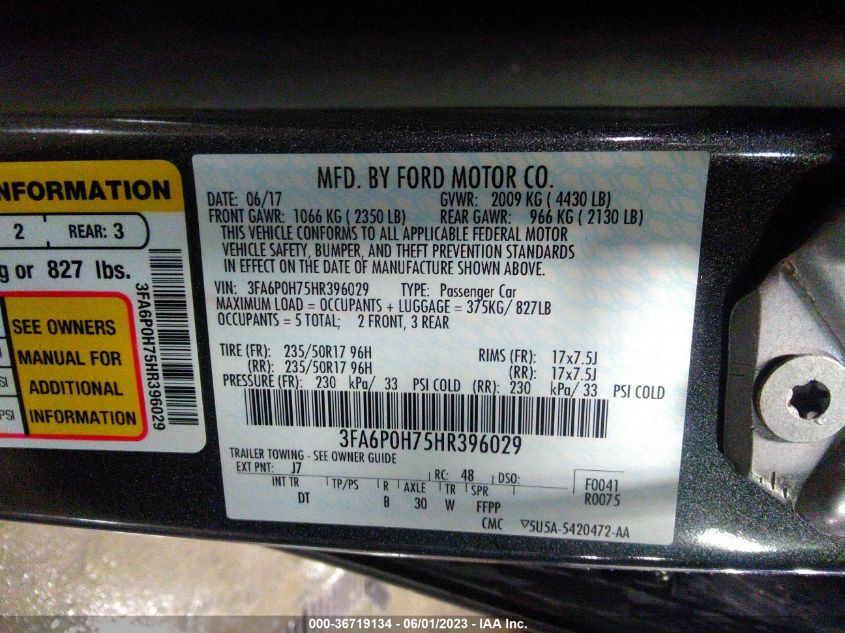 NFORMATION
2 REAR: 3
g or 827 lbs.
SEE OWNERS
MANUAL FOR
ADDITIONAL
INFORMATION
SI
PSI
3FA6P0H75HR396029
MFD. BY FORD MOTOR CO.
DATE: 06/17 GVWR: 2009 KG ( 4430 LB)
FRONT GAWR: 1066 KG ( 2350 LB) REAR GAWR: 966 KG ( 2130 LB)
THIS VEHICLE CONFORMS TO ALL APPLICABLE FEDERAL MOTOR
VEHICLE SAFETY, BUMPER, AND THEFT PREVENTION STANDARDS
IN EFFECT ON THE DATE OF MANUFACTURE SHOWN ABOVE.
VIN: 3FA6P0H75HR396029 TYPE: Passenger Car
MAXIMUM LOAD = OCCUPANTS + LUGGAGE = 375KG/ 827LB
OCCUPANTS = 5 TOTAL; 2 FRONT, 3 REAR
TIRE (FR): 235/50R17 96H RIMS (FR): 17x7.5J
(RR): 235/50R17 96H (RR): 17x7.5J
PRESSURE (FR): 230 kPa/ 33 PSI COLD (RR): 230 kPa/ 33 PSI COLD
3FA6P0H75HR396029
TRAILER TOWING - SEE OWNER GUIDE
EXT PNT: J7 RC: 48 DSO: F0041
INT TR TP/PS R AXLE TR SPR R0075
DT B 30 W FFPP
CMC ▽5U5A-5420472-AA
000-36719134 - 06/01/2023 - IAA Inc.